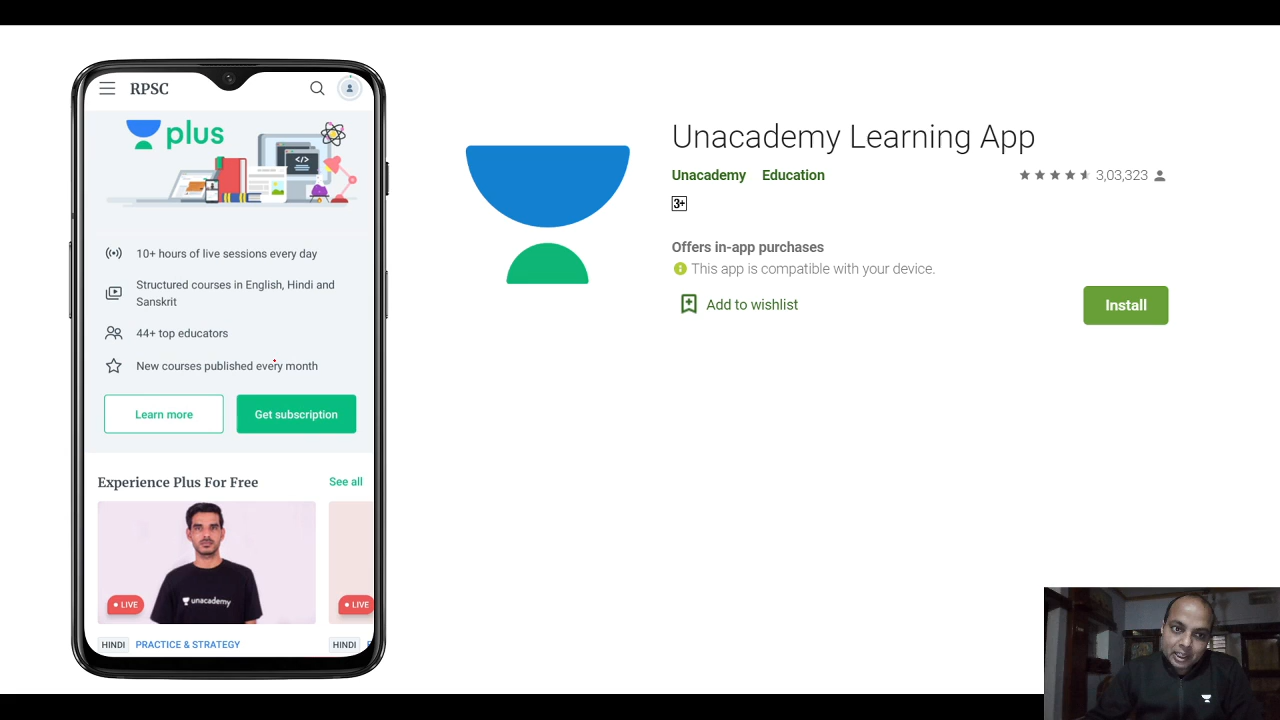 RPSC
plus
10+ hours of live sessions every day
Structured courses in English, Hindi and
Sanskrit
44+ top educators
New courses published every month
Learn more
Get subscription
Experience Plus For Free
See all
unacademy
LIVE
LIVE
HINDI PRACTICE & STRATEGY
HINDI
Unacademy Learning App
Unacademy Education
3,03,323
3+
Offers in-app purchases
This app is compatible with your device.
Add to wishlist
Install